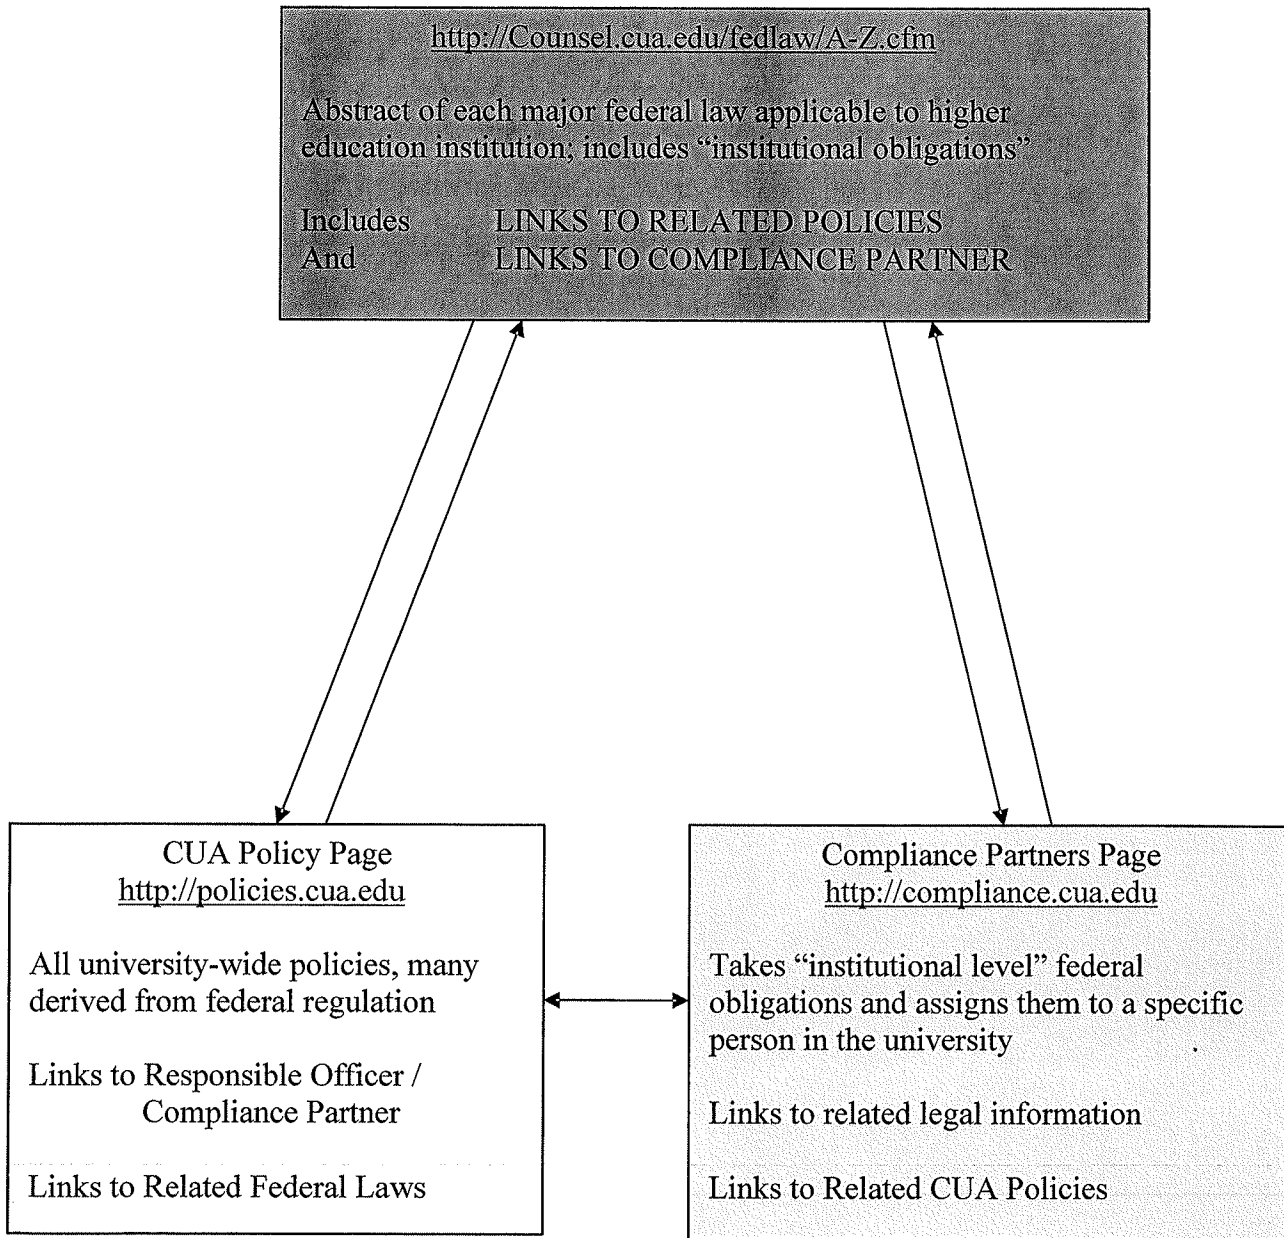 http://Counsel.cua.edu/fedlaw/A-Z.cfm
Abstract of each major federal law applicable to higher
education institution; includes “institutional obligations”
Includes LINKS TO RELATED POLICIES
And LINKS TO COMPLIANCE PARTNER
CUA Policy Page
http://policies.cua.edu
All university-wide policies, many
derived from federal regulation
Links to Responsible Officer /
Compliance Partner
Links to Related Federal Laws
Compliance Partners Page
http://compliance.cua.edu
Takes “institutional level” federal
obligations and assigns them to a specific
person in the university
Links to related legal information
Links to Related CUA Policies